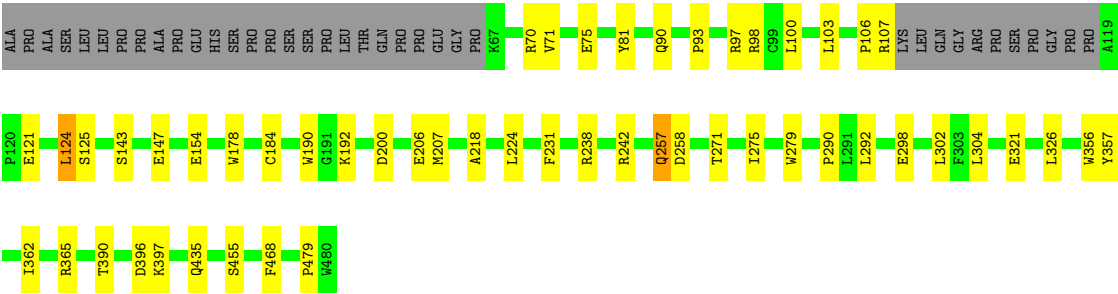 ALA PRO ALA SER LEU LEU PRO PRO ALA PRO GLU HIS SER PRO PRO SER SER PRO LEU THR GLN PRO PRO GLU GLY PRO K67 R70 V71 E75 Y81 Q90 P93 R97 R98 C99 L100 L103 P106 R107 LYS LEU GLN GLY ARG PRO SER PRO GLY PRO PRO A119
P120 E121 L124 S125 S143 E147 E154 W178 C184 W190 G191 K192 D200 E206 M207 A218 L224 F231 R238 R242 Q257 D258 T271 I275 W279 P290 L291 L292 E298 L302 F303 L304 E321 L326 W356 Y357
I362 R365 T390 D396 K397 Q435 S455 F468 P479 W480